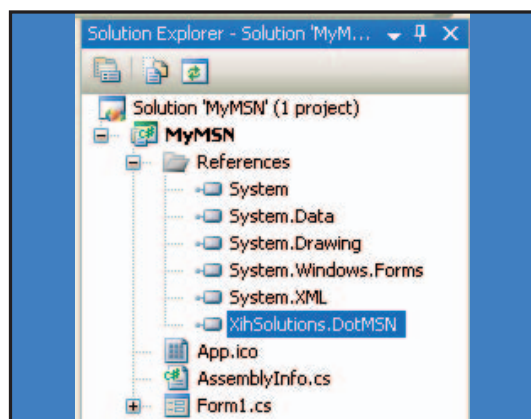 Solution Explorer - Solution 'MyM...
Solution 'MyMSN' (1 project)
MyMSN
References
System
System.Data
System.Drawing
System.Windows.Forms
System.XML
XihSolutions.DotMSN
App.ico
AssemblyInfo.cs
Form1.cs